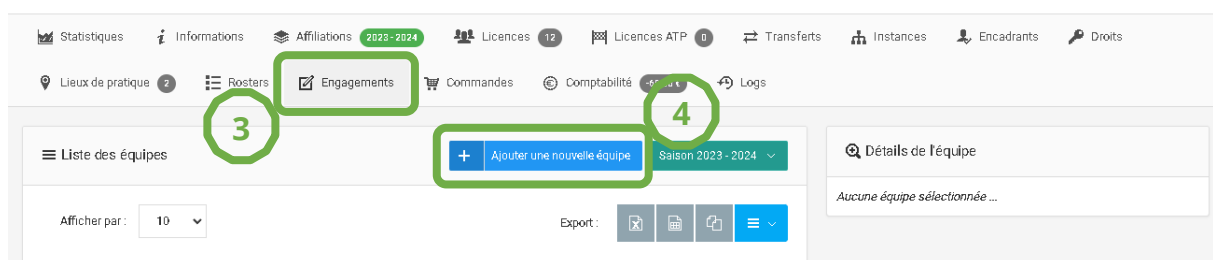 Statistiques Informations Affiliations 2023-2024 Licences 12 Licences ATP 0 Transferts Instances Encadrants Droits
Lieux de pratique 2 Rosters Engagements Commandes Comptabilité Logs
3
4
Liste des équipes + Ajouter une nouvelle équipe Saison 2023 - 2024 Détails de l'équipe
Aucune équipe sélectionnée ...
Afficher par : 10 Export :